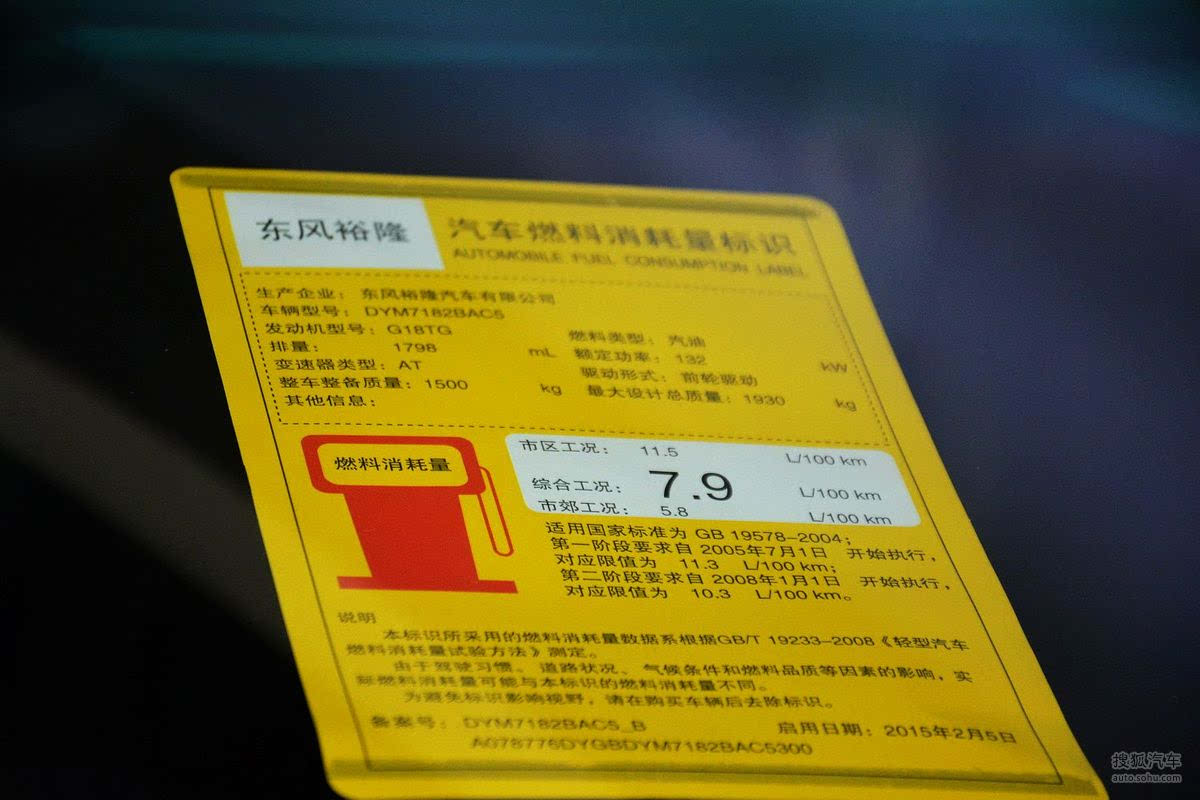 东风裕隆
汽车燃料消耗量标识
AUTOMOBILE FUEL CONSUMPTION LABEL
生产企业： 东风裕隆汽车有限公司
车辆型号： DYM7182BAC5
发动机型号： G18TG 燃料类型： 汽油
排量： 1798 mL 额定功率： 132 kW
变速器类型： AT 驱动形式： 前轮驱动
整车整备质量： 1500 kg 最大设计总质量： 1930 kg
其他信息：
燃料消耗量
市区工况： 11.5 L/100 km
综合工况： 7.9 L/100 km
市郊工况： 5.8 L/100 km
适用国家标准为 GB 19578-2004；
第一阶段要求自 2005年7月1日 开始执行，
对应限值为 11.3 L/100 km；
第二阶段要求自 2008年1月1日 开始执行，
对应限值为 10.3 L/100 km。
说明
本标识所采用的燃料消耗量数据系根据GB/T 19233-2008《轻型汽车
燃料消耗量试验方法》测定。
由于驾驶习惯、道路状况、气候条件和燃料品质等因素的影响，实
际燃料消耗量可能与本标识的燃料消耗量不同。
为避免标识影响视野，请在购买车辆后去除标识。
备案号： DYM7182BAC5_B 启用日期： 2015年2月5日
AG78776DYGBDYM7182BAC5300
搜狐汽车
auto.sohu.com